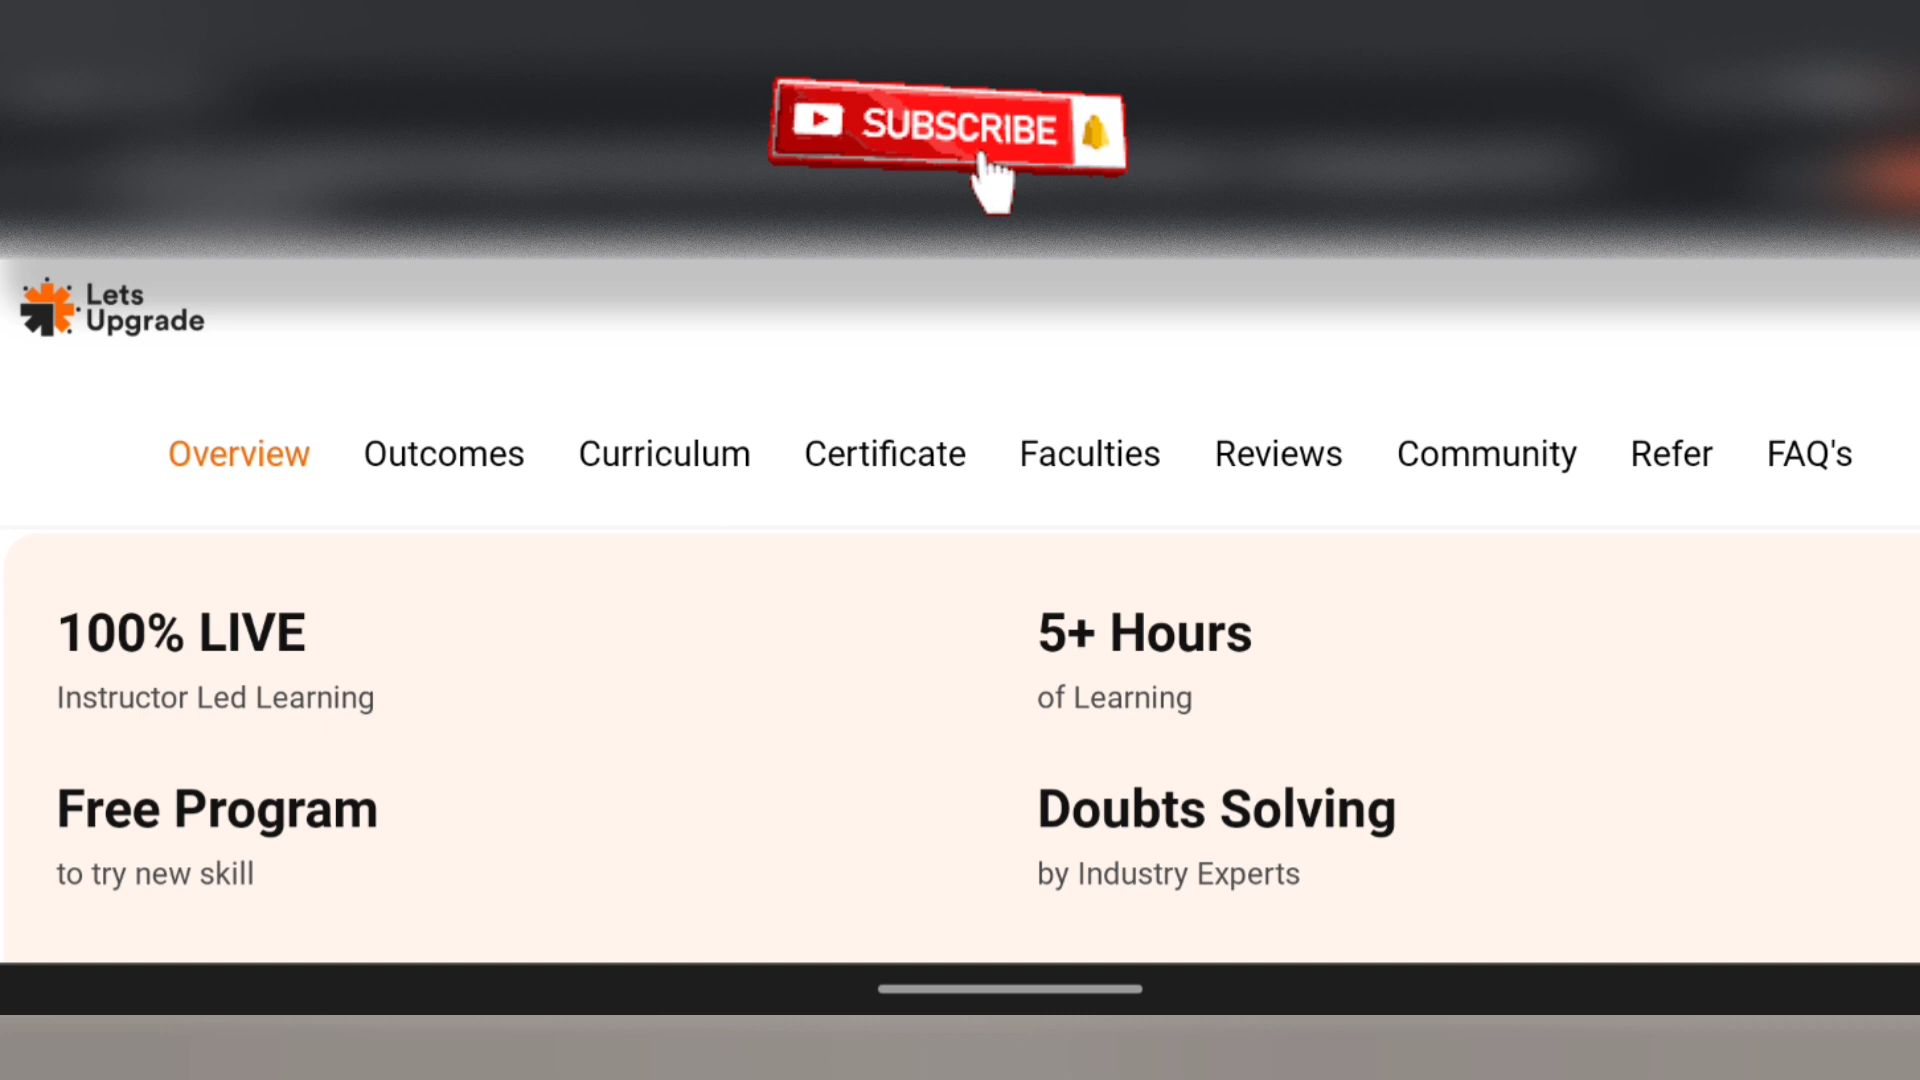 SUBSCRIBE
Lets
Upgrade
Overview Outcomes Curriculum Certificate Faculties Reviews Community Refer FAQ's
100% LIVE
Instructor Led Learning
5+ Hours
of Learning
Free Program
to try new skill
Doubts Solving
by Industry Experts